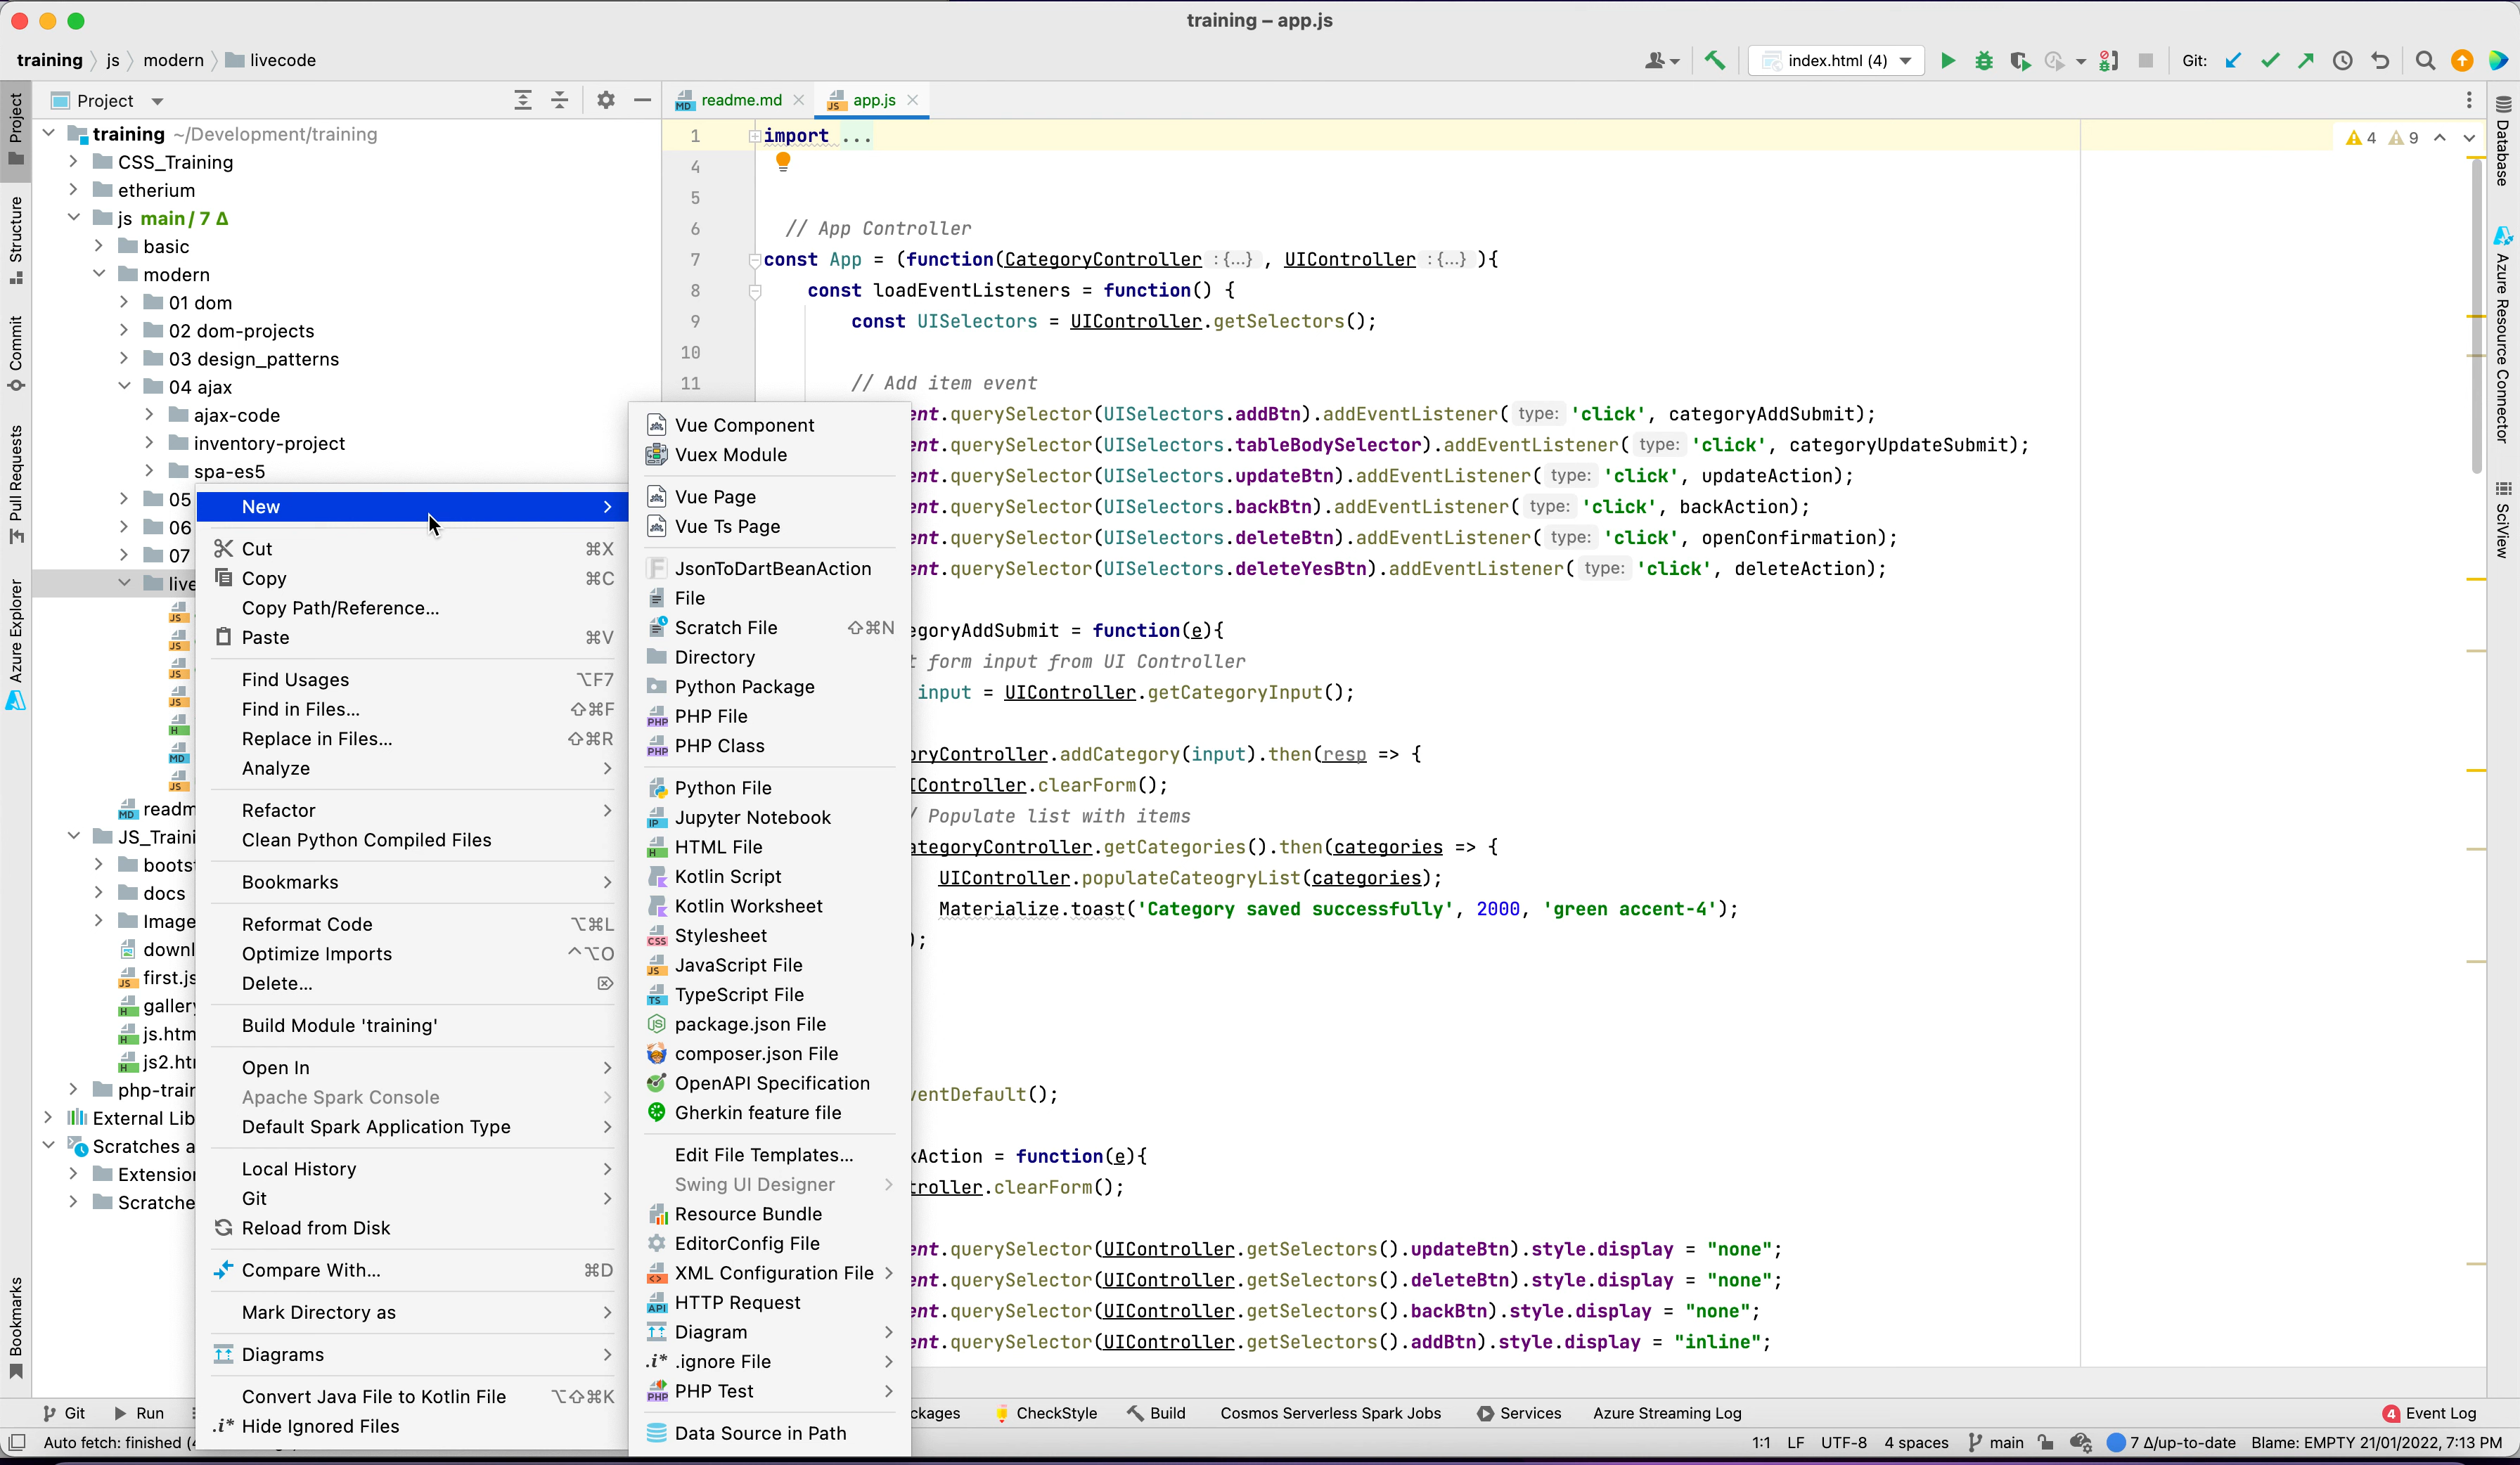 training – app.js
training 〉 js 〉 modern 〉 livecode
index.html (4)
Git:
Project
readme.md
app.js
Project
Structure
Commit
Pull Requests
Azure Explorer
Bookmarks
training ~/Development/training
CSS_Training
etherium
js main / 7 Δ
basic
modern
01 dom
02 dom-projects
03 design_patterns
04 ajax
ajax-code
inventory-project
spa-es5
05
06
07
live
readm
JS_Traini
boots
docs
Image
downl
first.js
gallery
js.htm
js2.ht
php-train
External Lib
Scratches a
Extension
Scratche
New
Cut ⌘X
Copy ⌘C
Copy Path/Reference...
Paste ⌘V
Find Usages ⌥F7
Find in Files... ⇧⌘F
Replace in Files... ⇧⌘R
Analyze
Refactor
Clean Python Compiled Files
Bookmarks
Reformat Code ⌥⌘L
Optimize Imports ^⌥O
Delete... ⌦
Build Module 'training'
Open In
Apache Spark Console
Default Spark Application Type
Local History
Git
Reload from Disk
Compare With... ⌘D
Mark Directory as
Diagrams
Convert Java File to Kotlin File ⌥⇧⌘K
.i* Hide Ignored Files
Vue Component
Vuex Module
Vue Page
Vue Ts Page
JsonToDartBeanAction
File
Scratch File ⇧⌘N
Directory
Python Package
PHP File
PHP Class
Python File
Jupyter Notebook
HTML File
Kotlin Script
Kotlin Worksheet
Stylesheet
JavaScript File
TypeScript File
package.json File
composer.json File
OpenAPI Specification
Gherkin feature file
Edit File Templates...
Swing UI Designer
Resource Bundle
EditorConfig File
XML Configuration File
HTTP Request
Diagram
.i* .ignore File
PHP Test
Data Source in Path
1 import ...
4
5
6 // App Controller
7 const App = (function(CategoryController : {...} , UIController : {...} ){
8 const loadEventListeners = function() {
9 const UISelectors = UIController.getSelectors();
10
11 // Add item event
ent.querySelector(UISelectors.addBtn).addEventListener( type: 'click', categoryAddSubmit);
ent.querySelector(UISelectors.tableBodySelector).addEventListener( type: 'click', categoryUpdateSubmit);
ent.querySelector(UISelectors.updateBtn).addEventListener( type: 'click', updateAction);
ent.querySelector(UISelectors.backBtn).addEventListener( type: 'click', backAction);
ent.querySelector(UISelectors.deleteBtn).addEventListener( type: 'click', openConfirmation);
ent.querySelector(UISelectors.deleteYesBtn).addEventListener( type: 'click', deleteAction);
egoryAddSubmit = function(e){
t form input from UI Controller
input = UIController.getCategoryInput();
oryController.addCategory(input).then(resp => {
IController.clearForm();
/ Populate list with items
ategoryController.getCategories().then(categories => {
UIController.populateCateogryList(categories);
Materialize.toast('Category saved successfully', 2000, 'green accent-4');
);
ventDefault();
kAction = function(e){
troller.clearForm();
ent.querySelector(UIController.getSelectors().updateBtn).style.display = "none";
ent.querySelector(UIController.getSelectors().deleteBtn).style.display = "none";
ent.querySelector(UIController.getSelectors().backBtn).style.display = "none";
ent.querySelector(UIController.getSelectors().addBtn).style.display = "inline";
4 9
Database
Azure Resource Connector
SciView
Git
Run
ckages
CheckStyle
Build
Cosmos Serverless Spark Jobs
Services
Azure Streaming Log
4 Event Log
Auto fetch: finished (
1:1 LF UTF-8 4 spaces main 7 Δ/up-to-date Blame: EMPTY 21/01/2022, 7:13 PM